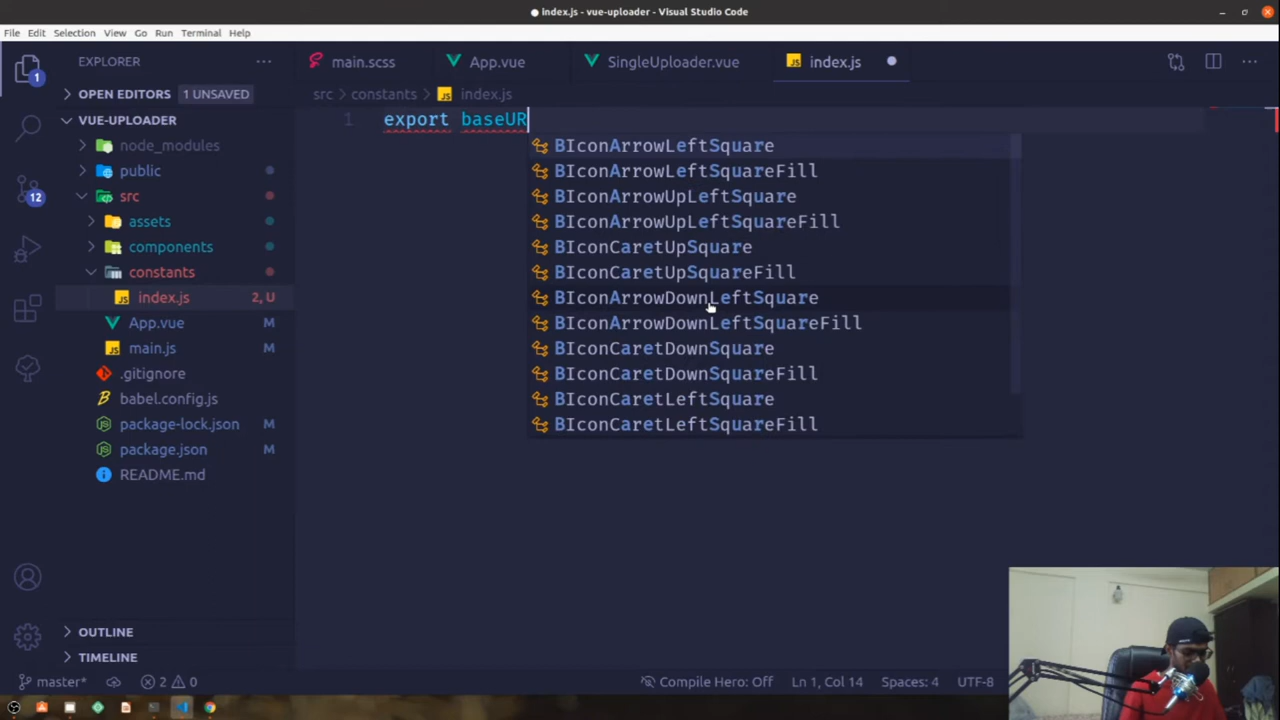 index.js - vue-uploader - Visual Studio Code
File Edit Selection View Go Run Terminal Help
EXPLORER
main.scss
App.vue
SingleUploader.vue
index.js
OPEN EDITORS 1 UNSAVED
src > constants > index.js
VUE-UPLOADER
1 export baseUR
node_modules
public
src
assets
components
constants
index.js 2, U
App.vue M
main.js M
.gitignore
babel.config.js
package-lock.json M
package.json M
README.md
BIconArrowLeftSquare
BIconArrowLeftSquareFill
BIconArrowUpLeftSquare
BIconArrowUpLeftSquareFill
BIconCaretUpSquare
BIconCaretUpSquareFill
BIconArrowDownLeftSquare
BIconArrowDownLeftSquareFill
BIconCaretDownSquare
BIconCaretDownSquareFill
BIconCaretLeftSquare
BIconCaretLeftSquareFill
1
12
OUTLINE
TIMELINE
master* 2 0 Compile Hero: Off Ln 1, Col 14 Spaces: 4 UTF-8